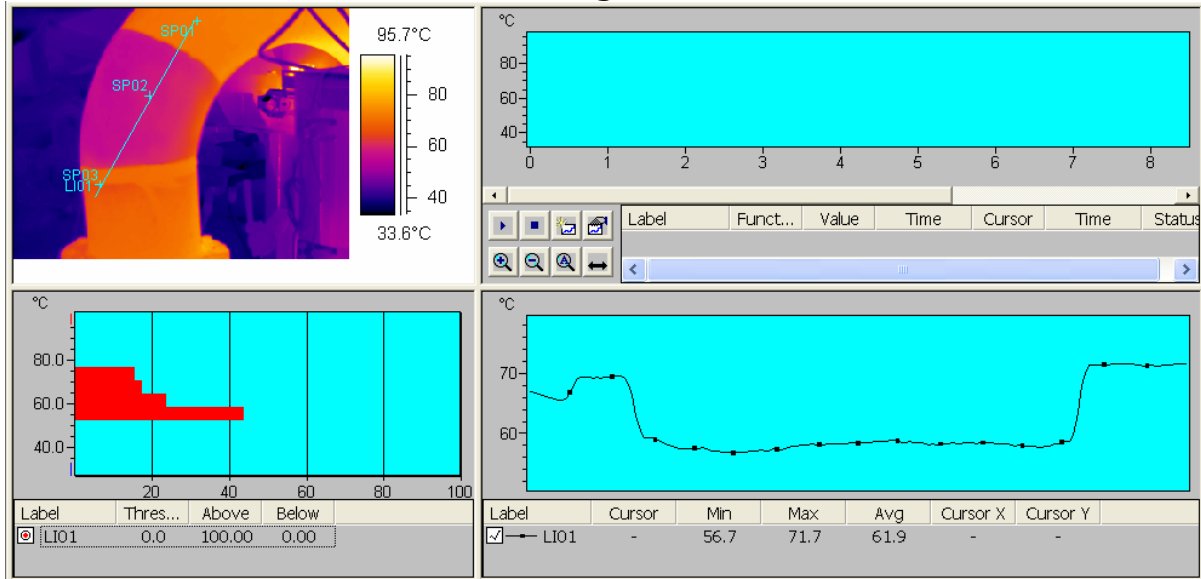 SP01
SP02
SP03
LI01
95.7°C
80
60
40
33.6°C
°C
80
60
40
0 1 2 3 4 5 6 7 8
Label Funct... Value Time Cursor Time Status
°C
80.0
60.0
40.0
20 40 60 80 100
Label Thres... Above Below
LI01 0.0 100.00 0.00
°C
70
60
Label Cursor Min Max Avg Cursor X Cursor Y
LI01 - 56.7 71.7 61.9 - -